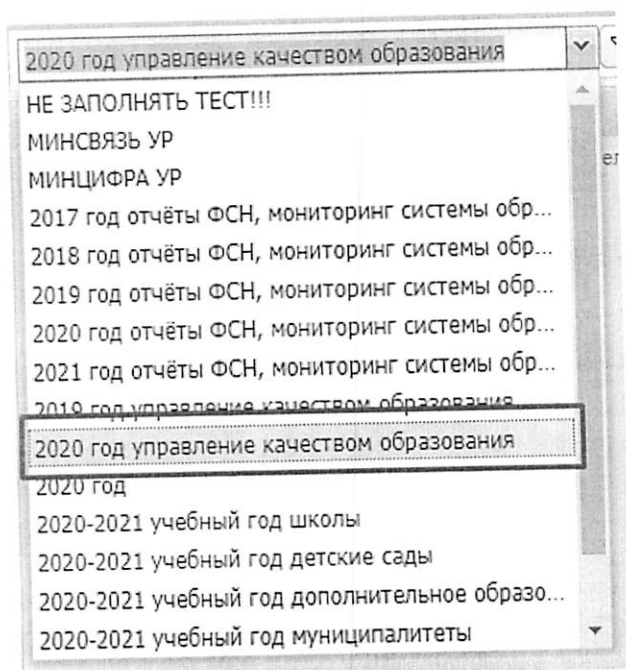 2020 год управление качеством образования
НЕ ЗАПОЛНЯТЬ ТЕСТ!!!
МИНСВЯЗЬ УР
МИНЦИФРА УР
2017 год отчёты ФСН, мониторинг системы обр...
2018 год отчёты ФСН, мониторинг системы обр...
2019 год отчёты ФСН, мониторинг системы обр...
2020 год отчёты ФСН, мониторинг системы обр...
2021 год отчёты ФСН, мониторинг системы обр...
2019 год управление качеством образования
2020 год управление качеством образования
2020 год
2020-2021 учебный год школы
2020-2021 учебный год детские сады
2020-2021 учебный год дополнительное образо...
2020-2021 учебный год муниципалитеты